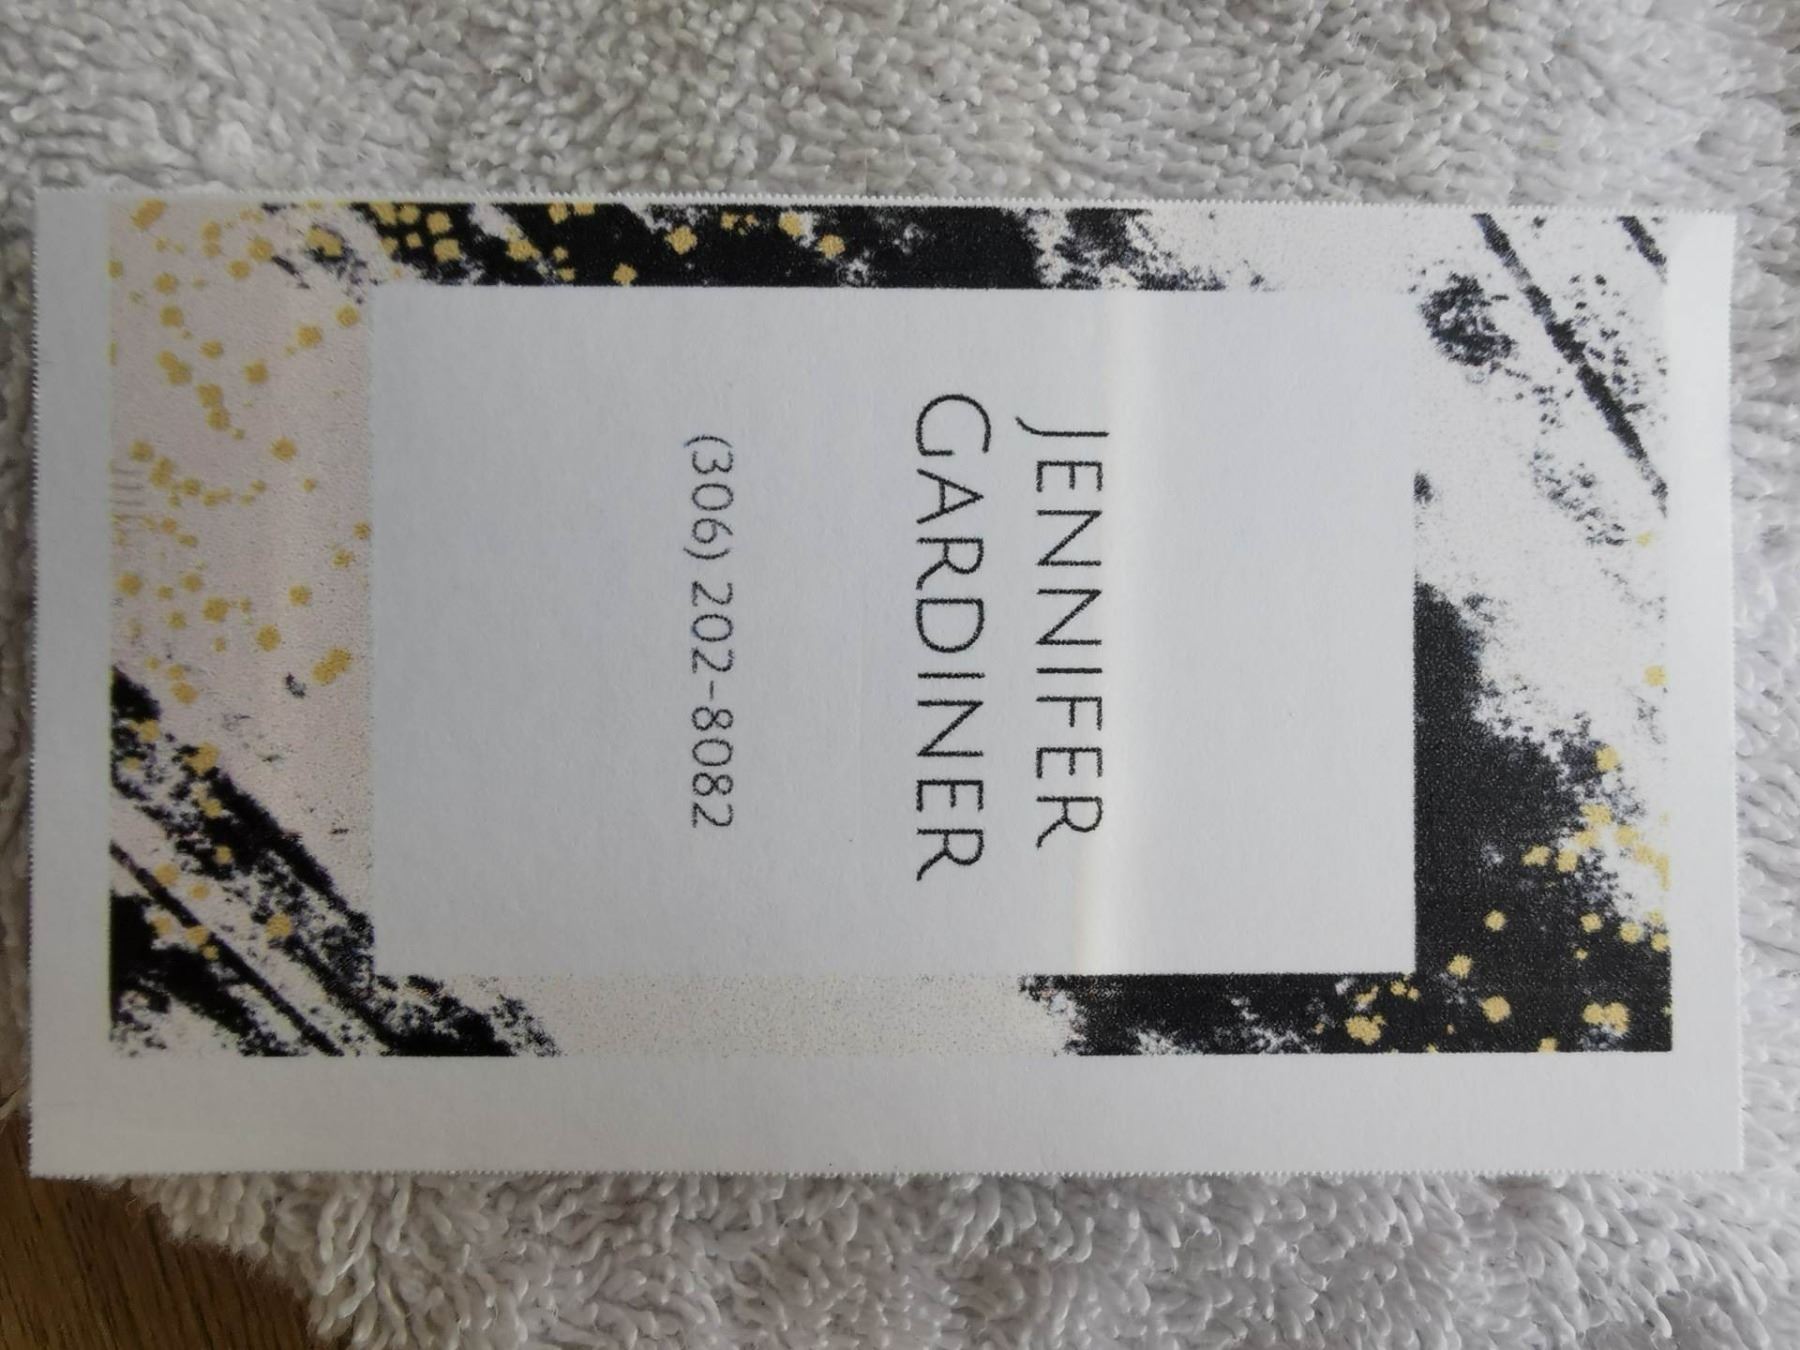 JENNIFER
GARDINER
(306) 202-8082